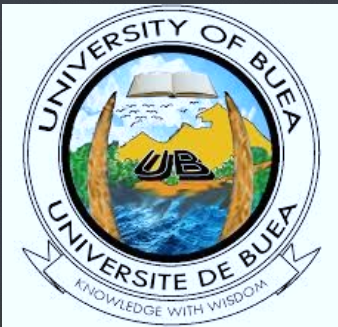 UNIVERSITY OF BUEA
UB
UNIVERSITE DE BUEA
KNOWLEDGE WITH WISDOM